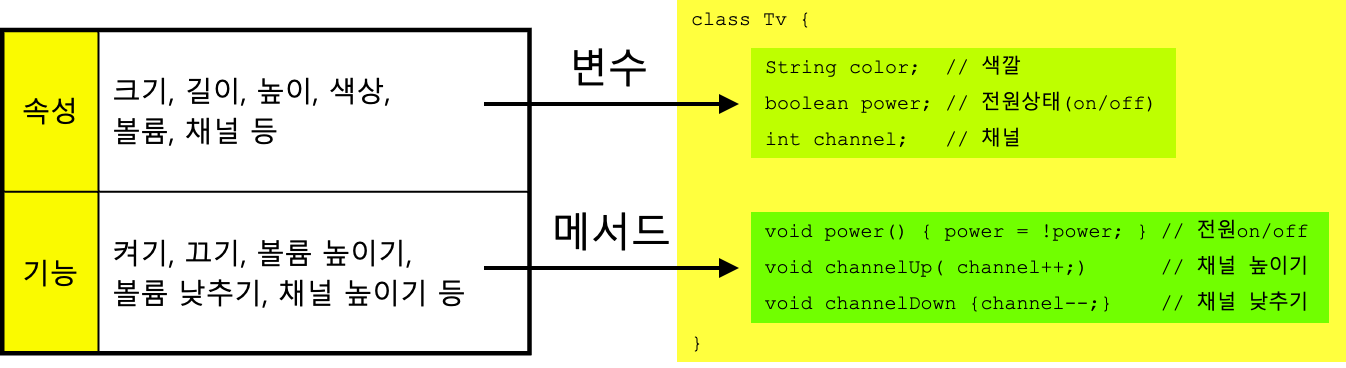 속성
크기, 길이, 높이, 색상,
볼륨, 채널 등
기능
켜기, 끄기, 볼륨 높이기,
볼륨 낮추기, 채널 높이기 등
변수
메서드
class Tv {
String color;  // 색깔
boolean power; // 전원상태(on/off)
int channel;   // 채널
void power() { power = !power; } // 전원on/off
void channelUp( channel++;)      // 채널 높이기
void channelDown {channel--;}    // 채널 낮추기
}